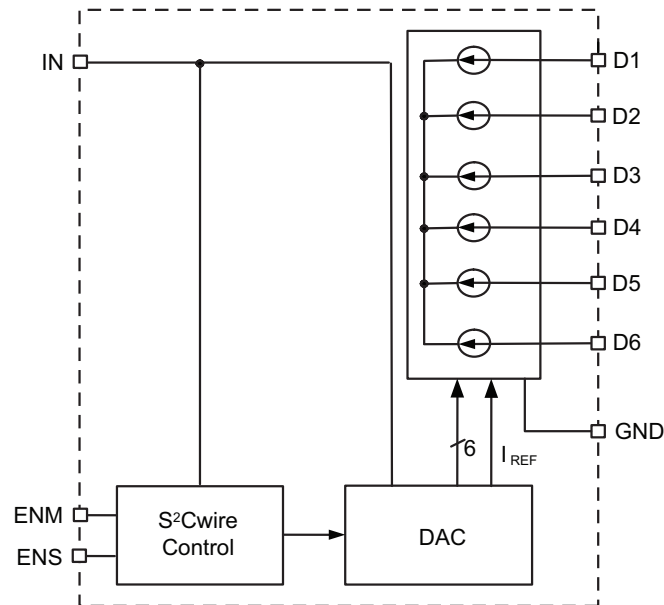 IN
D1
D2
D3
D4
D5
D6
GND
6
I REF
ENM
ENS
S²Cwire
Control
DAC